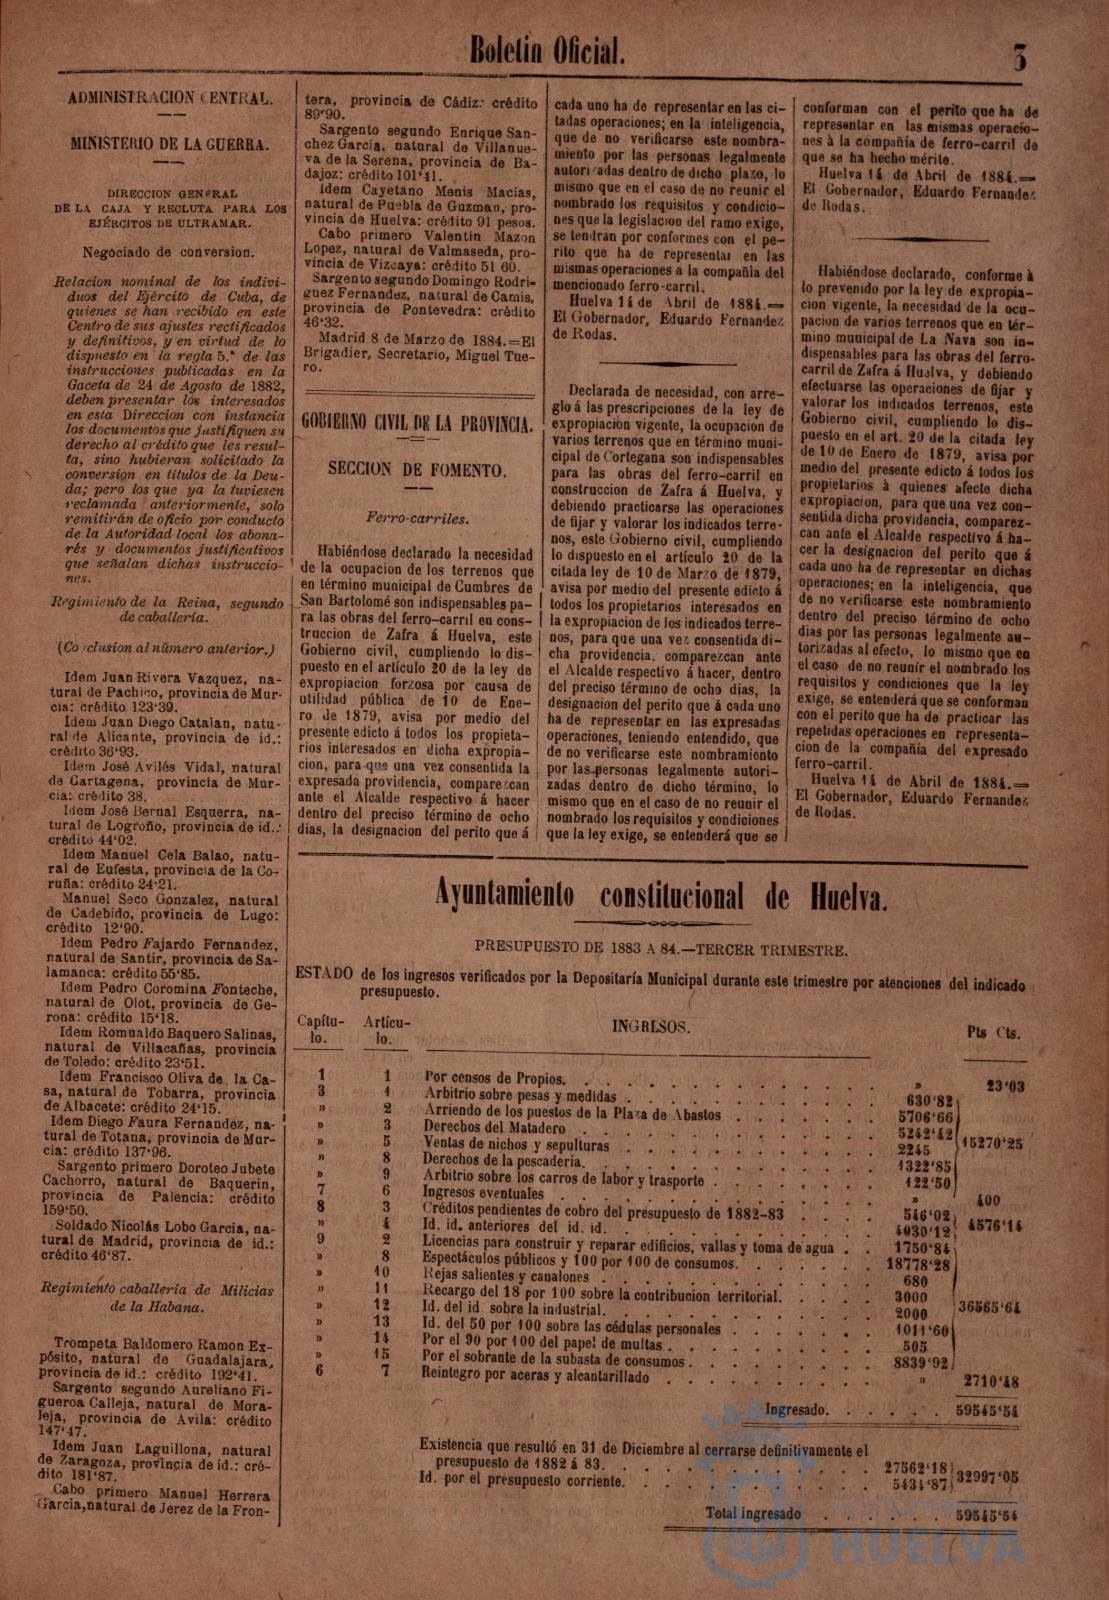 Boletin Oficial.
3
ADMINISTRACION CENTRAL.
MINISTERIO DE LA GUERRA.
DIRECCION GENERAL
DE LA CAJA Y RECLUTA PARA LOS
EJÉRCITOS DE ULTRAMAR.
Negociado de conversion.
Relacion nominal de los indivi-
duos del Ejército de Cuba, de
quienes se han recibido en este
Centro de sus ajustes rectificados
y definitivos, y en virtud de lo
dispuesto en la regla 5.ª de las
instrucciones publicadas en la
Gaceta de 24 de Agosto de 1882,
deben presentar los interesados
en esta Direccion con instancia
los documentos que justifiquen su
derecho al crédito que les resul-
ta, sino hubieran solicitado la
conversion en titulos de la Deu-
da; pero los que ya la tuviesen
reclamada anteriormente, solo
remitirán de oficio por conducto
de la Autoridad local los abona-
rés y documentos justificativos
que señalan dichas instruccio-
nes.
Regimiento de la Reina, segundo
de caballería.
(Co clusion al número anterior.)
Idem Juan Rivera Vazquez, na-
tural de Pachico, provincia de Mur-
cia: crédito 123‘39.
Idem Juan Diego Catalan, natu-
ral de Alicante, provincia de id.:
crédito 36‘93.
Idem José Avilés Vidal, natural
de Cartagena, provincia de Mur-
cia: crédito 38.
Idem José Bernal Esquerra, na-
tural de Logroño, provincia de id.:
crédito 44‘02.
Idem Manuel Cela Balao, natu-
ral de Eufesta, provincia de la Co-
ruña: crédito 24‘21.
Manuel Seco Gonzalez, natural
de Cadebido, provincia de Lugo:
crédito 12‘90.
Idem Pedro Fajardo Fernandez,
natural de Santir, provincia de Sa-
lamanca: crédito 55‘85.
Idem Pedro Coromina Fonteche,
natural de Olot, provincia de Ge-
rona: crédito 15‘18.
Idem Romualdo Baquero Salinas,
natural de Villacañas, provincia
de Toledo: crédito 23‘51.
Idem Francisco Oliva de la Ca-
sa, natural de Tobarra, provincia
de Albacete: crédito 24‘15.
Idem Diego Faura Fernandez, na-
tural de Totana, provincia de Mur-
cia: crédito 137‘96.
Sargento primero Doroteo Jubete
Cachorro, natural de Baquerin,
provincia de Palencia: crédito
159‘50.
Soldado Nicolás Lobo Garcia, na-
tural de Madrid, provincia de id.:
crédito 46‘87.
Regimiento caballeria de Milicias
de la Habana.
Trompeta Baldomero Ramon Ex-
pósito, natural de Guadalajara,
provincia de id.: crédito 192‘41.
Sargento segundo Aureliano Fi-
gueroa Calleja, natural de Mora-
leja, provincia de Avila: crédito
147‘47.
Idem Juan Laguillona, natural
de Zaragoza, provincia de id.: cré-
dito 181‘87.
Cabo primero Manuel Herrera
Garcia, natural de Jerez de la Fron-
tera, provincia de Cádiz: crédito
89‘90.
Sargento segundo Enrique San-
chez Garcia, natural de Villanue-
va de la Serena, provincia de Ba-
dajoz: crédito 101‘41.
Idem Cayetano Menis Macias,
natural de Puebla de Guzman, pro-
vincia de Huelva: crédito 91 pesos.
Cabo primero Valentin Mazon
Lopez, natural de Valmaseda, pro-
vincia de Vizcaya: crédito 51 60.
Sargento segundo Domingo Rodri-
guez Fernandez, natural de Camis,
provincia de Pontevedra: crédito
46‘32.
Madrid 8 de Marzo de 1884.=El
Brigadier, Secretario, Miguel Tue-
ro.
GOBIERNO CIVIL DE LA PROVINCIA.
SECCION DE FOMENTO.
Ferro-carriles.
Habiéndose declarado la necesidad
de la ocupacion de los terrenos que
en término municipal de Cumbres de
San Bartolomé son indispensables pa-
ra las obras del ferro-carril en cons-
truccion de Zafra á Huelva, este
Gobierno civil, cumpliendo lo dis-
puesto en el artículo 20 de la ley de
expropiacion forzosa por causa de
utilidad pública de 10 de Ene-
ro de 1879, avisa por medio del
presente edicto á todos los propieta-
rios interesados en dicha expropia-
cion, para que una vez consentida la
expresada providencia, comparezcan
ante el Alcalde respectivo á hacer
dentro del preciso término de ocho
dias, la designacion del perito que á
cada uno ha de representar en las ci-
tadas operaciones; en la inteligencia,
que de no verificarse este nombra-
miento por las personas legalmente
autorizadas dentro de dicho plazo, lo
mismo que en el caso de no reunir el
nombrado los requisitos y condicio-
nes que la legislacion del ramo exige,
se tendran por conformes con el pe-
rito que ha de representar en las
mismas operaciones á la compañia del
mencionado ferro-carril.
Huelva 14 de Abril de 1884.=
El Gobernador, Eduardo Fernandez
de Rodas.
Declarada de necesidad, con arre-
glo á las prescripciones de la ley de
expropiacion vigente, la ocupacion de
varios terrenos que en término muni-
cipal de Cortegana son indispensables
para las obras del ferro-carril en
construccion de Zafra á Huelva, y
debiendo practicarse las operaciones
de fijar y valorar los indicados terre-
nos, este Gobierno civil, cumpliendo
lo dispuesto en el artículo 20 de la
citada ley de 10 de Marzo de 1879,
avisa por medio del presente edicto á
todos los propietarios interesados en
la expropiacion de los indicados terre-
nos, para que una vez consentida di-
cha providencia. comparezcan ante
el Alcalde respectivo á hacer, dentro
del preciso término de ocho dias, la
designacion del perito que á cada uno
ha de representar en las expresadas
operaciones, teniendo entendido, que
de no verificarse este nombramiento
por las personas legalmente autori-
zadas dentro de dicho término, lo
mismo que en el caso de no reunir el
nombrado los requisitos y condiciones
que la ley exige, se entenderá que se
conforman con el perito que ha de
representar en las mismas operacio-
nes á la compañía de ferro-carril de
que se ha hecho mérito.
Huelva 14 de Abril de 1884.=
El Gobernador, Eduardo Fernandez
de Rodas.
Habiéndose declarado, conforme à
lo prevenido por la ley de expropia-
cion vigente, la necesidad de la ocu-
pacion de varios terrenos que en tér-
mino municipal de La Nava son in-
dispensables para las obras del ferro-
carril de Zafra á Huelva, y debiendo
efectuarse las operaciones de fijar y
valorar los indicados terrenos, este
Gobierno civil, cumpliendo lo dis-
puesto en el art. 20 de la citada ley
de 10 de Enero de 1879, avisa por
medio del presente edicto á todos los
propietarios à quienes afecte dicha
expropiacion, para que una vez con-
sentida dicha providencia, comparez-
can ante el Alcalde respectivo á ha-
cer la designacion del perito que á
cada uno ha de representar en dichas
operaciones; en la inteligencia, que
de no verificarse este nombramiento
dentro del preciso término de ocho
dias por las personas legalmente au-
torizadas al efecto, lo mismo que en
el caso de no reunir el nombrado los
requisitos y condiciones que la ley
exige, se entenderá que se conforman
con el perito que ha de practicar las
repetidas operaciones en representa-
cion de la compañía del expresado
ferro-carril.
Huelva 14 de Abril de 1884.=
El Gobernador, Eduardo Fernandez
de Rodas.
Ayuntamiento constitucional de Huelva.
PRESUPUESTO DE 1883 A 84.—TERCER TRIMESTRE.
ESTADO de los ingresos verificados por la Depositaría Municipal durante este trimestre por atenciones del indicado
presupuesto.
Capítu- Artícu- INGRESOS. Pts Cts.
lo. lo.
1 1 Por censos de Propios. » 23‘03
3 1 Arbitrio sobre pesas y medidas 630‘82
» 2 Arriendo de los puestos de la Plaza de Abastos 5706‘66
» 3 Derechos del Matadero 5242‘42
» 5 Ventas de nichos y sepulturas 2245 15270‘25
» 8 Derechos de la pescadería. 1322‘85
» 9 Arbitrio sobre los carros de labor y trasporte 122‘50
7 6 Ingresos eventuales » 400
8 3 Créditos pendientes de cobro del presupuesto de 1882-83 546‘02
» 4 Id. id. anteriores del id. id. 4030‘12 4576‘14
9 2 Licencias para construir y reparar edificios, vallas y toma de agua 1750‘84
» 8 Espectáculos públicos y 100 por 100 de consumos. 18778‘28
» 10 Rejas salientes y canalones 680
» 11 Recargo del 18 por 100 sobre la contribucion territorial. 3000
» 12 Id. del id sobre la industrial. 2000 36565‘64
» 13 Id. del 50 por 100 sobre las cédulas personales 1011‘60
» 14 Por el 90 por 100 del papel de multas 505
» 15 Por el sobrante de la subasta de consumos 8839‘92
6 7 Reintegro por aceras y alcantarillado » 2710‘48
Ingresado. 59545‘54
Existencia que resultó en 31 de Diciembre al cerrarse definitivamente el
presupuesto de 1882 á 83. 27562‘18
Id. por el presupuesto corriente. 5434‘87 32997‘05
Total ingresado 59545‘54
HUELVA